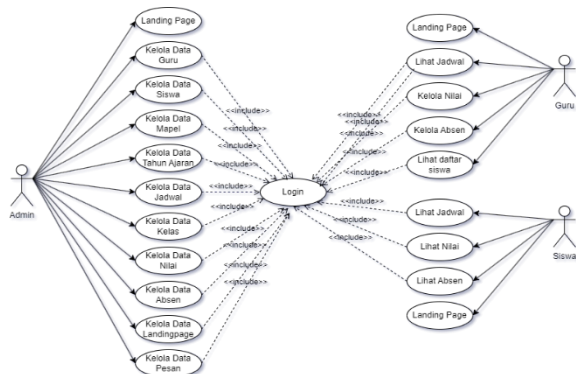 Landing Page
Kelola Data
Guru
Kelola Data
Siswa
Kelola Data
Mapel
Kelola Data
Tahun Ajaran
Kelola Data
Jadwal
Kelola Data
Kelas
Kelola Data
Nilai
Kelola Data
Absen
Kelola Data
Landingpage
Kelola Data
Pesan
Admin
<<include>>
<<include>>
<<include>>
<<include>>
<<include>>
<<include>>
<<include>>
<<include>>
<<include>>
<<include>>
Login
<<include>>
<<include>>
<<include>>
<<include>>
<<include>>
<<include>>
<<include>>
<<include>>
Landing Page
Lihat Jadwal
Kelola Nilai
Kelola Absen
Lihat daftar
siswa
Guru
Lihat Jadwal
Lihat Nilai
Lihat Absen
Landing Page
Siswa